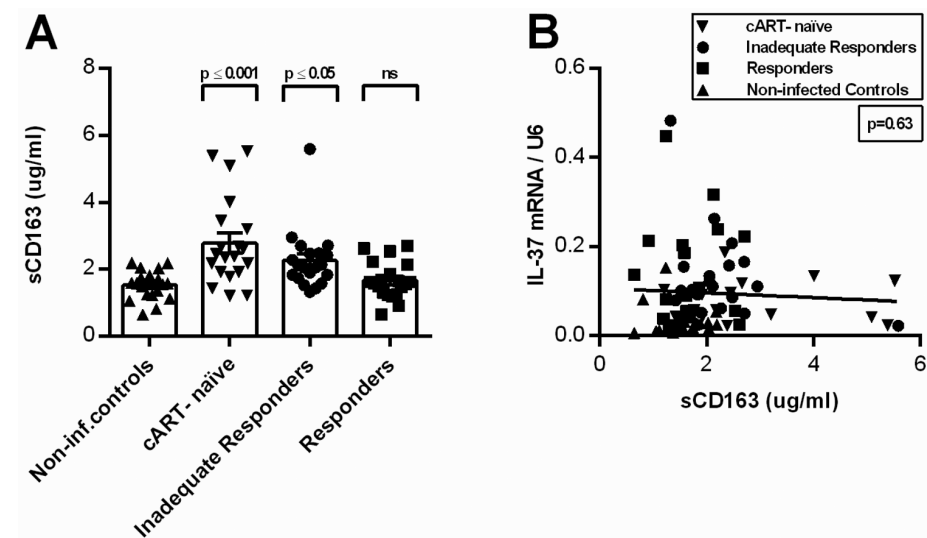 A
p ≤ 0.001
p ≤ 0.05
ns
8
6
4
2
0
sCD163 (ug/ml)
Non-inf.controls
cART- naïve
Inadequate Responders
Responders
B
cART- naïve
Inadequate Responders
Responders
Non-infected Controls
p=0.63
0.6
0.4
0.2
0.0
IL-37 mRNA / U6
0
2
4
6
sCD163 (ug/ml)